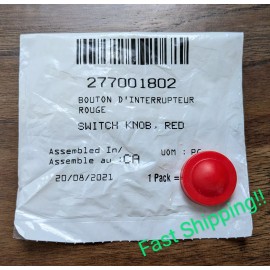 277001802
BOUTON D'INTERRUPTEUR
ROUGE
SWITCH KNOB, RED
Assembled In/ UOM : PC
Assemblé au : CA
20/08/2021 1 Pack =
Fast Shipping!!